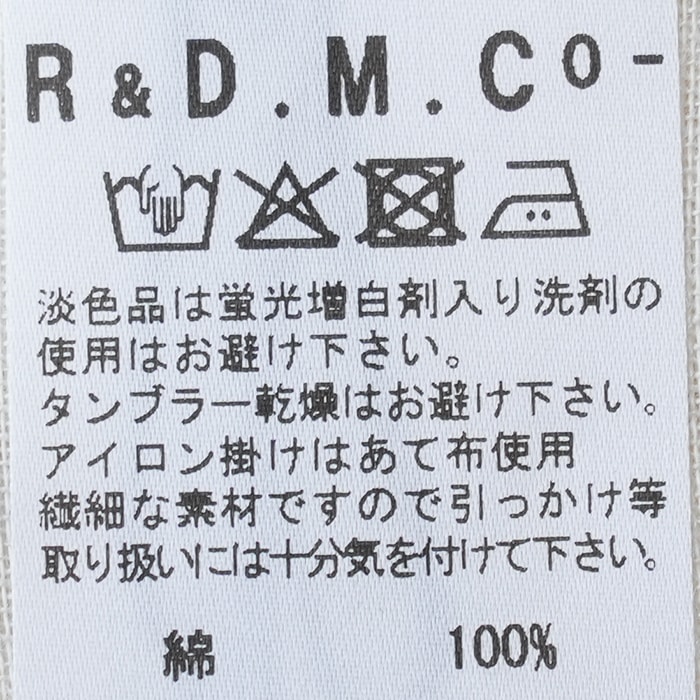 R&D.M.Co-
淡色品は蛍光増白剤入り洗剤の
使用はお避け下さい。
タンブラー乾燥はお避け下さい。
アイロン掛けはあて布使用
繊細な素材ですので引っかけ等
取り扱いには十分気を付けて下さい。
綿 100%